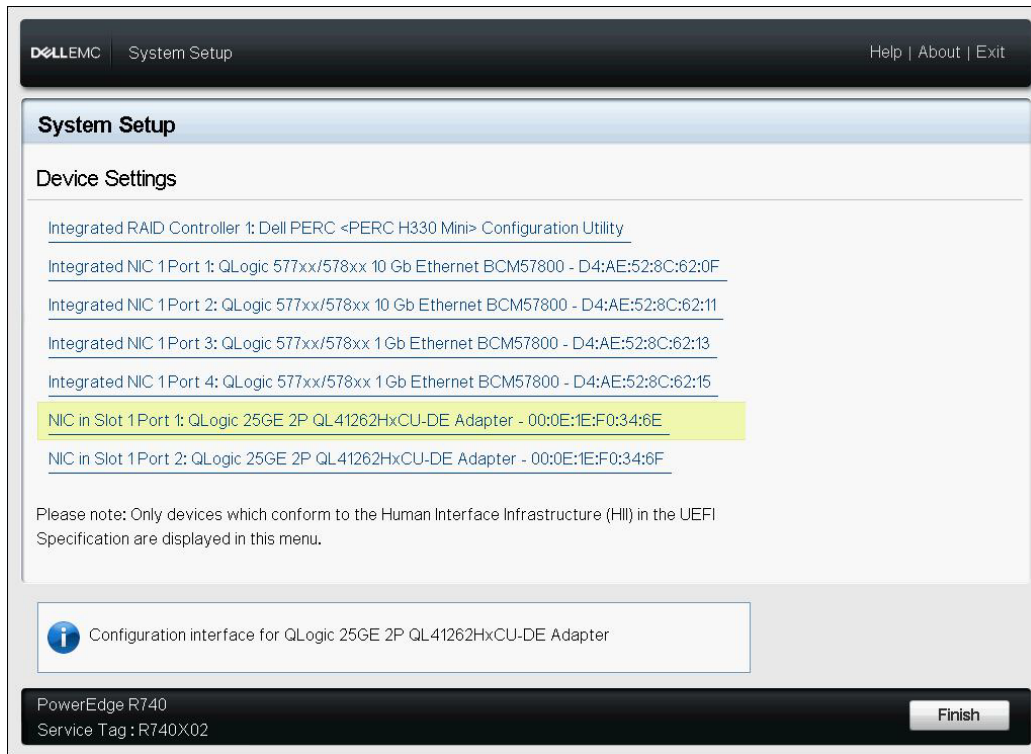 DELLEMC System Setup Help | About | Exit
System Setup
Device Settings
Integrated RAID Controller 1: Dell PERC <PERC H330 Mini> Configuration Utility
Integrated NIC 1 Port 1: QLogic 577xx/578xx 10 Gb Ethernet BCM57800 - D4:AE:52:8C:62:0F
Integrated NIC 1 Port 2: QLogic 577xx/578xx 10 Gb Ethernet BCM57800 - D4:AE:52:8C:62:11
Integrated NIC 1 Port 3: QLogic 577xx/578xx 1 Gb Ethernet BCM57800 - D4:AE:52:8C:62:13
Integrated NIC 1 Port 4: QLogic 577xx/578xx 1 Gb Ethernet BCM57800 - D4:AE:52:8C:62:15
NIC in Slot 1 Port 1: QLogic 25GE 2P QL41262HxCU-DE Adapter - 00:0E:1E:F0:34:6E
NIC in Slot 1 Port 2: QLogic 25GE 2P QL41262HxCU-DE Adapter - 00:0E:1E:F0:34:6F
Please note: Only devices which conform to the Human Interface Infrastructure (HII) in the UEFI
Specification are displayed in this menu.
Configuration interface for QLogic 25GE 2P QL41262HxCU-DE Adapter
PowerEdge R740
Service Tag : R740X02
Finish